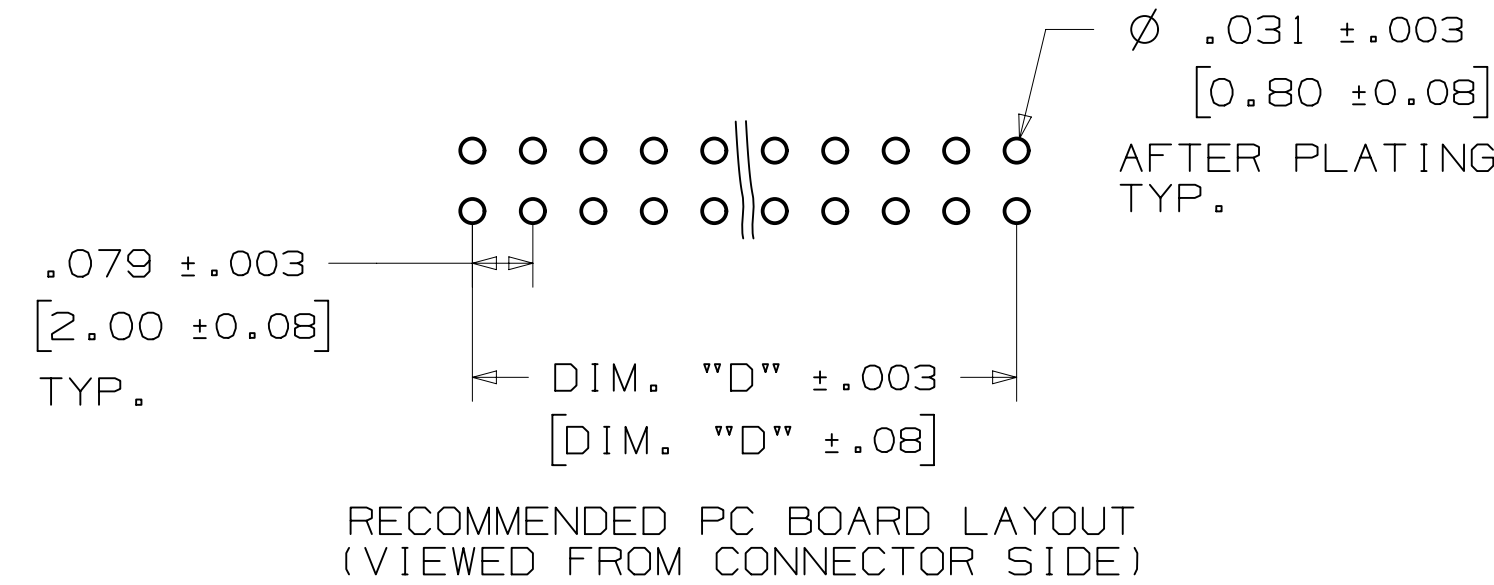 Ø .031 ±.003
[0.80 ±0.08]
AFTER PLATING
TYP.
.079 ±.003
[2.00 ±0.08]
TYP.
DIM. "D" ±.003
[DIM. "D" ±.08]
RECOMMENDED PC BOARD LAYOUT
(VIEWED FROM CONNECTOR SIDE)